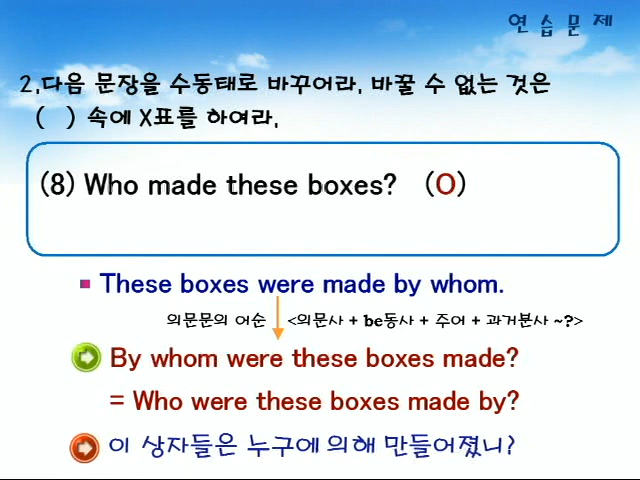 연 습 문 제
2.다음 문장을 수동태로 바꾸어라. 바꿀 수 없는 것은
( ) 속에 X표를 하여라.
(8) Who made these boxes? (O)
These boxes were made by whom.
의문문의 어순 <의문사 + be동사 + 주어 + 과거분사 ~?>
By whom were these boxes made?
= Who were these boxes made by?
이 상자들은 누구에 의해 만들어졌니?